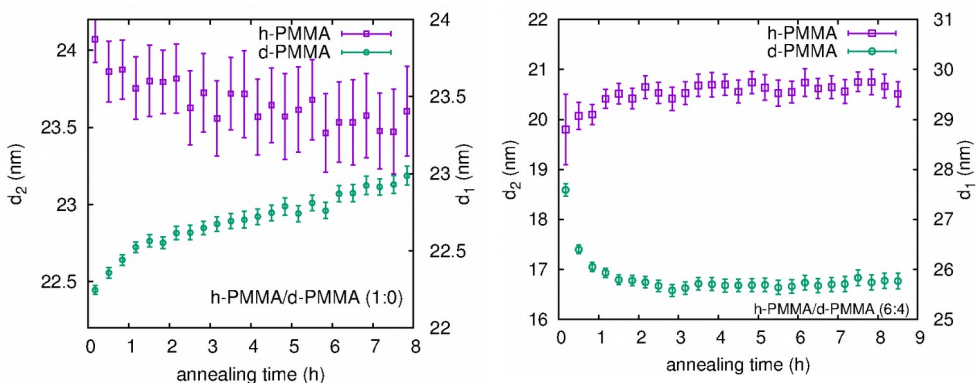 24
23.5
23
22.5
d₂ (nm)
h-PMMA
d-PMMA
24
23.5
23
22.5
22
d₁ (nm)
h-PMMA/d-PMMA (1:0)
0 1 2 3 4 5 6 7 8
annealing time (h)
22
21
20
19
18
17
16
d₂ (nm)
h-PMMA
d-PMMA
31
30
29
28
27
26
25
d₁ (nm)
h-PMMA/d-PMMA (6:4)
0 1 2 3 4 5 6 7 8 9
annealing time (h)